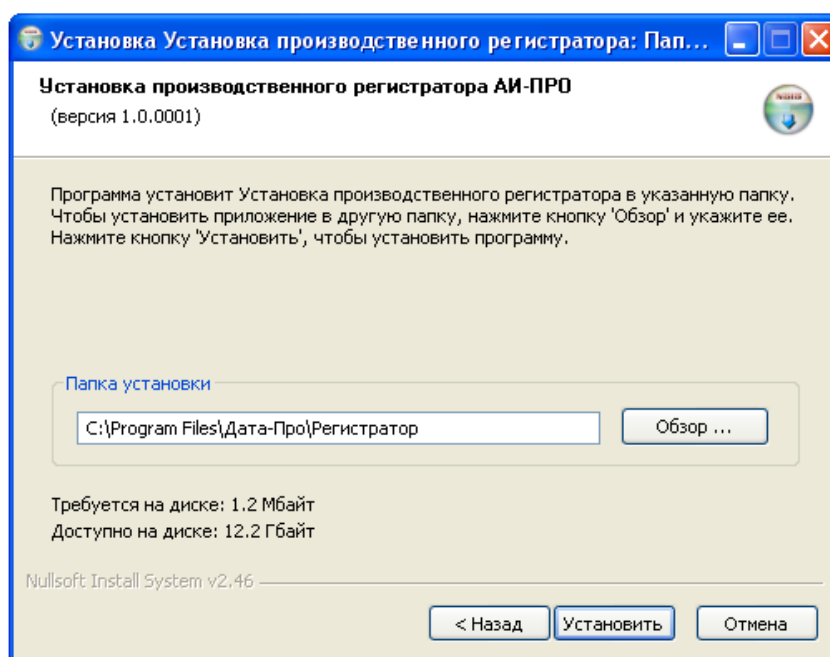 Установка Установка производственного регистратора: Пап...
Установка производственного регистратора АИ-ПРО
(версия 1.0.0001)
Программа установит Установка производственного регистратора в указанную папку.
Чтобы установить приложение в другую папку, нажмите кнопку 'Обзор' и укажите ее.
Нажмите кнопку 'Установить', чтобы установить программу.
Папка установки
C:\Program Files\Дата-Про\Регистратор
Обзор ...
Требуется на диске: 1.2 Мбайт
Доступно на диске: 12.2 Гбайт
Nullsoft Install System v2.46
< Назад
Установить
Отмена